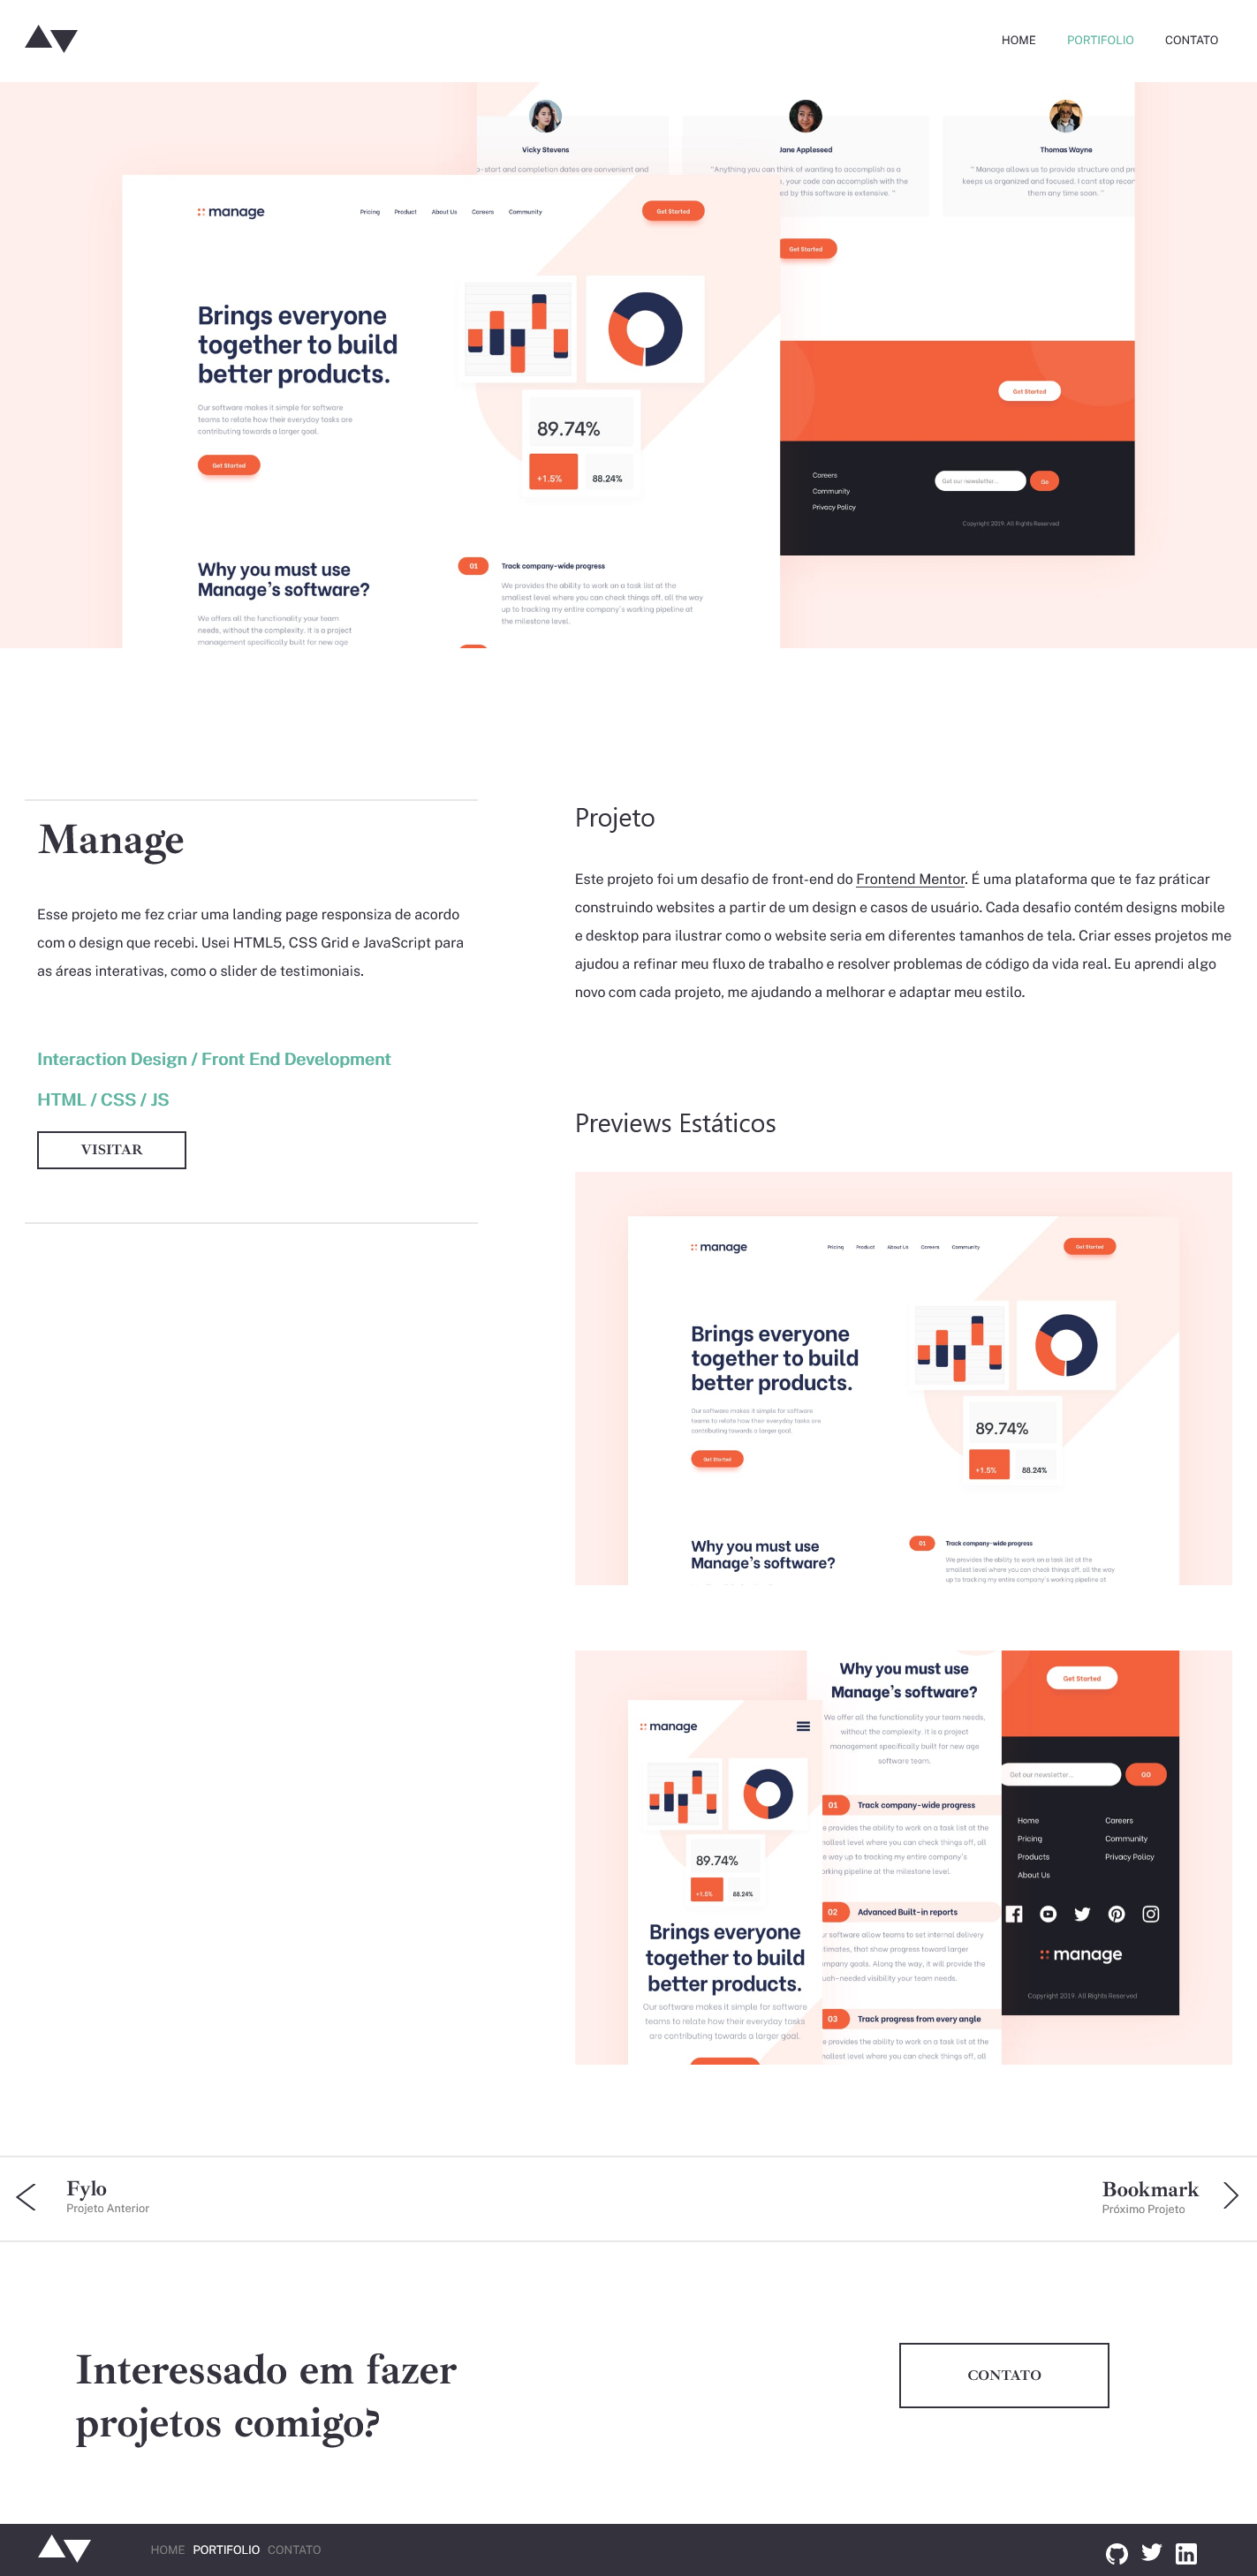 HOME PORTIFOLIO CONTATO
Vicky Stevens
Jane Appleseed
Thomas Wayne
-start and completion dates are convenient and
"Anything you can think of wanting to accomplish as a
, your code can accomplish with the
ed by this software is extensive. "
" Manage allows us to provide structure and
keeps us organized and focused. I cant stop
them any time soon. "
Get Started
manage
Pricing Product About Us Careers Community
Get Started
Brings everyone
together to build
better products.
Our software makes it simple for software
teams to relate how their everyday tasks are
contributing towards a larger goal.
Get Started
89.74%
+1.5% 88.24%
Get Started
Careers
Community
Privacy Policy
Get our newsletter...
Go
Copyright 2019. All Rights Reserved
Why you must use
Manage's software?
We offers all the functionality your team
needs, without the complexity. It is a project
management specifically built for new age
01 Track company-wide progress
We provides the ability to work on a task list at the
smallest level where you can check things off, all the way
up to tracking my entire company's working pipeline at
the milestone level.
Manage
Esse projeto me fez criar uma landing page responsiza de acordo
com o design que recebi. Usei HTML5, CSS Grid e JavaScript para
as áreas interativas, como o slider de testimoniais.
Interaction Design / Front End Development
HTML / CSS / JS
VISITAR
Projeto
Este projeto foi um desafio de front-end do Frontend Mentor. É uma plataforma que te faz práticar
construindo websites a partir de um design e casos de usuário. Cada desafio contém designs mobile
e desktop para ilustrar como o website seria em diferentes tamanhos de tela. Criar esses projetos me
ajudou a refinar meu fluxo de trabalho e resolver problemas de código da vida real. Eu aprendi algo
novo com cada projeto, me ajudando a melhorar e adaptar meu estilo.
Previews Estáticos
manage
Pricing Product About Us Careers Community
Get Started
Brings everyone
together to build
better products.
Our software makes it simple for software
teams to relate how their everyday tasks are
contributing towards a larger goal.
Get Started
89.74%
+1.5% 88.24%
Why you must use
Manage's software?
01 Track company-wide progress
We provides the ability to work on a task list at the
smallest level where you can check things off, all the way
up to tracking my entire company's working pipeline at
manage
89.74%
+1.5% 88.24%
Brings everyone
together to build
better products.
Our software makes it simple for software
teams to relate how their everyday tasks
are contributing towards a larger goal.
Why you must use
Manage's software?
We offer all the functionality your team needs,
without the complexity. It is a project
management specifically built for new age
software team.
01 Track company-wide progress
provides the ability to work on a task list at the
smallest level where you can check things off, all
way up to tracking my entire company's
working pipeline at the milestone level.
02 Advanced Built-in reports
software allow teams to set internal delivery
estimates, that show progress toward larger
company goals. Along the way, it will provide the
much-needed visibility your team needs.
03 Track progress from every angle
provides the ability to work on a task list at the
smallest level where you can check things off, all
Get Started
Get our newsletter...
GO
Home Careers
Pricing Community
Products Privacy Policy
About Us
manage
Copyright 2019. All Rights Reserved
Fylo
Projeto Anterior
Bookmark
Próximo Projeto
Interessado em fazer
projetos comigo?
CONTATO
HOME PORTIFOLIO CONTATO